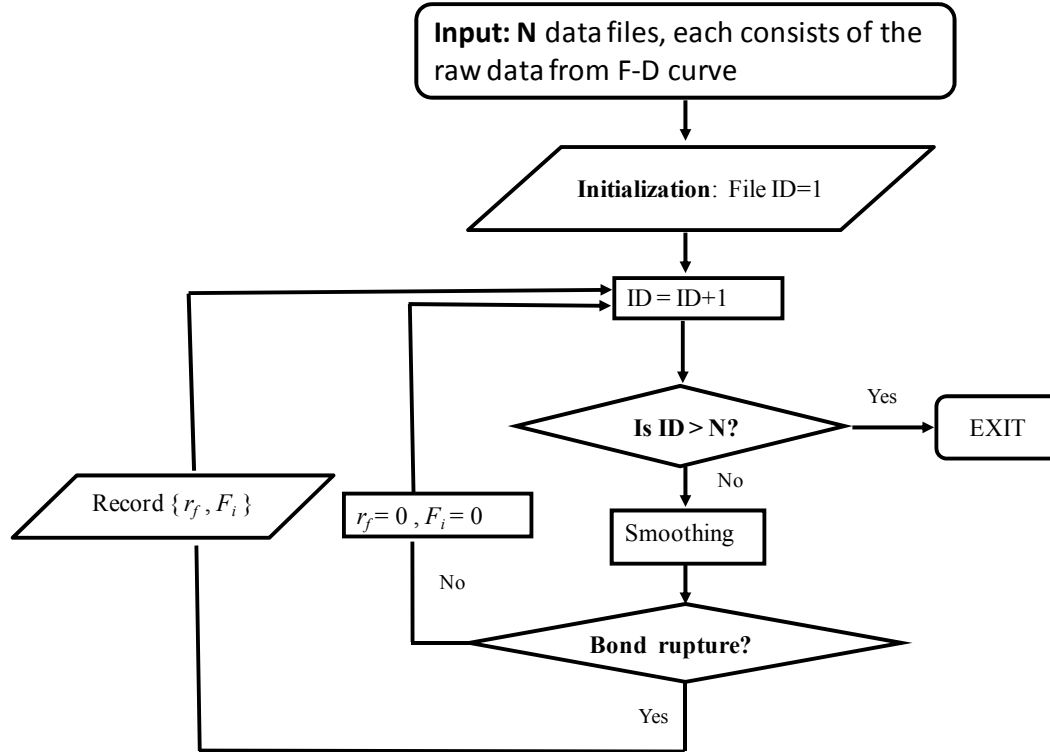 Input: N data files, each consists of the
raw data from F-D curve
Initialization: File ID=1
ID = ID+1
Is ID > N?
Yes
EXIT
No
Record { r_f , F_i }
r_f = 0 , F_i = 0
Smoothing
No
Bond rupture?
Yes